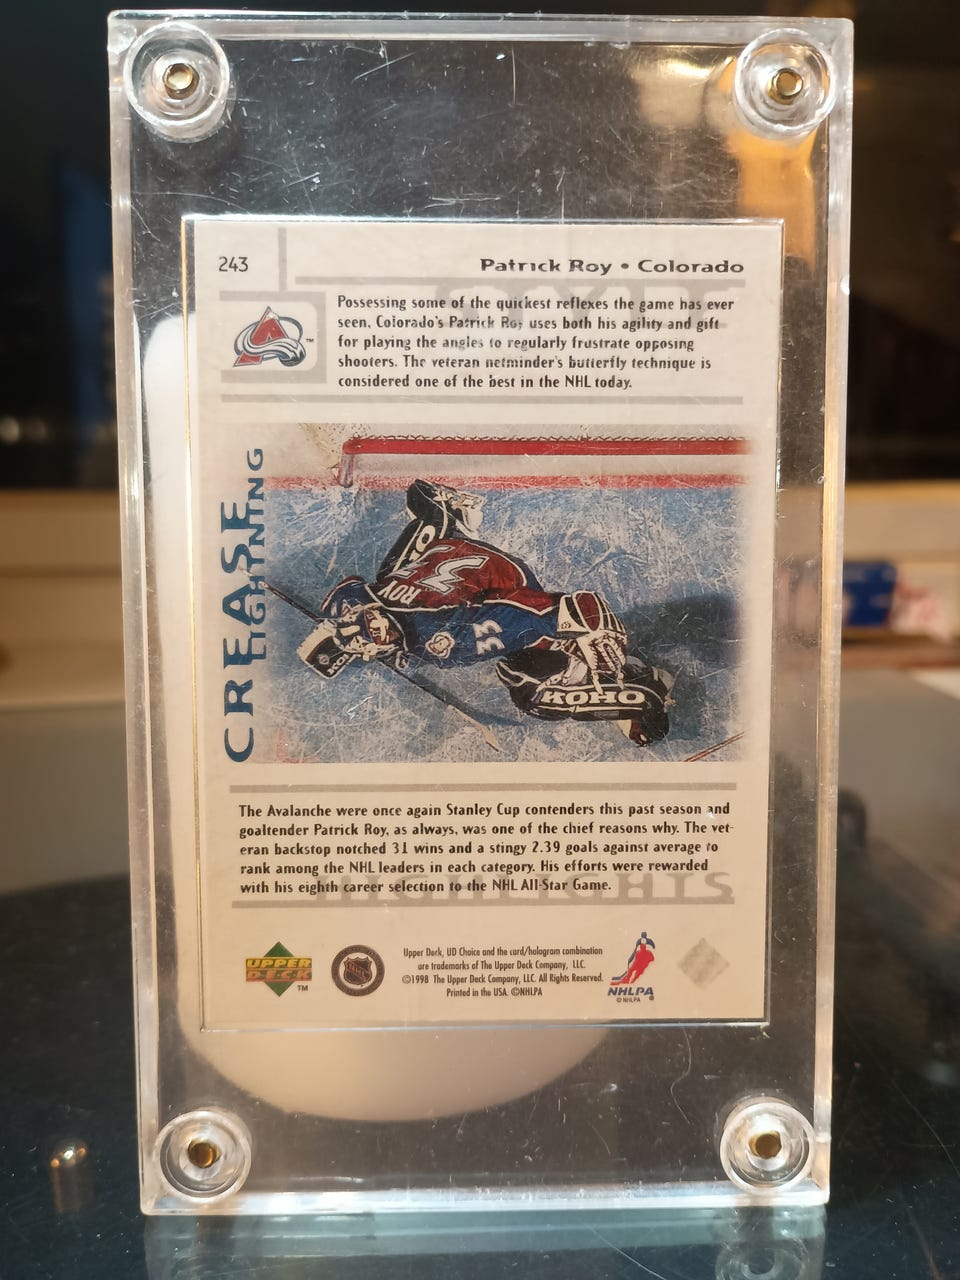 243
Patrick Roy • Colorado
STYLE
Possessing some of the quickest reflexes the game has ever
seen, Colorado's Patrick Roy uses both his agility and gift
for playing the angles to regularly frustrate opposing
shooters. The veteran netminder's butterfly technique is
considered one of the best in the NHL today.
™
CREASE
LIGHTNING
ROY
33
KOHO
The Avalanche were once again Stanley Cup contenders this past season and
goaltender Patrick Roy, as always, was one of the chief reasons why. The vet-
eran backstop notched 31 wins and a stingy 2.39 goals against average to
rank among the NHL leaders in each category. His efforts were rewarded
with his eighth career selection to the NHL All-Star Game.
HIGHLIGHTS
UPPER
DECK
™
Upper Deck, UD Choice and the card/hologram combination
are trademarks of The Upper Deck Company, LLC.
©1998 The Upper Deck Company, LLC. All Rights Reserved.
Printed in the USA. ©NHLPA
NHLPA
© NHLPA